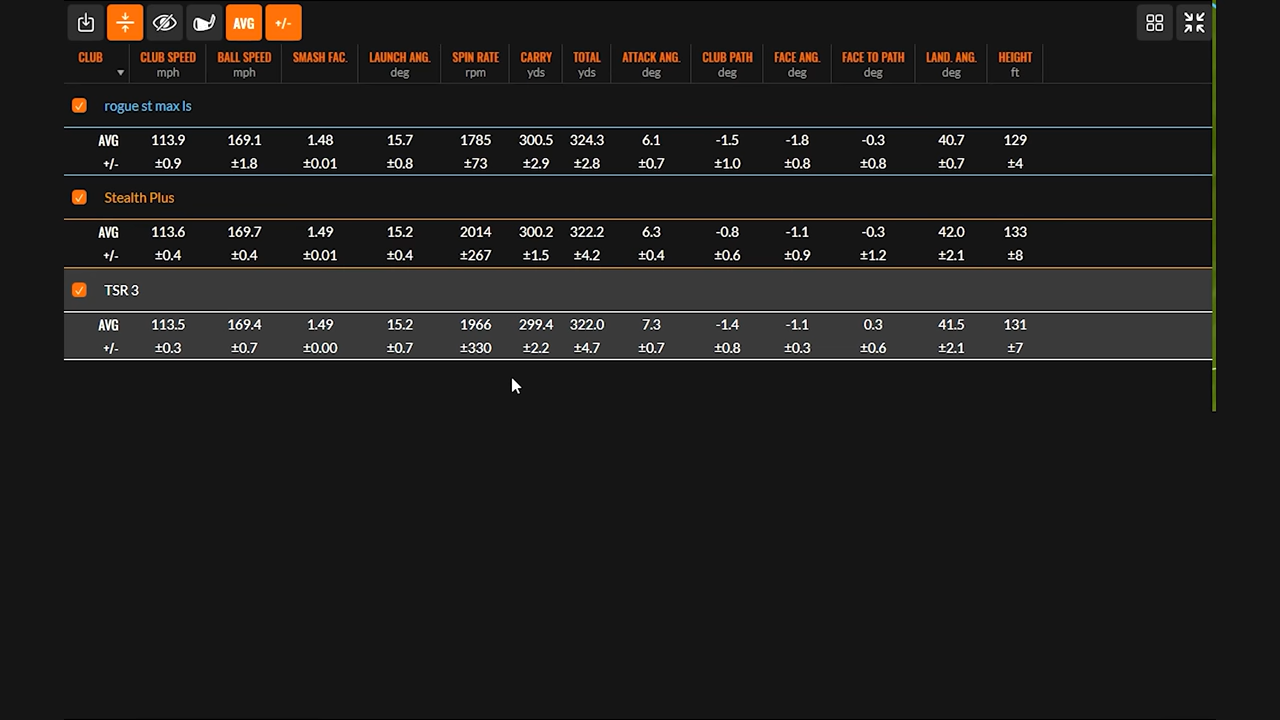 AVG +/-
CLUB CLUB SPEED BALL SPEED SMASH FAC. LAUNCH ANG. SPIN RATE CARRY TOTAL ATTACK ANG. CLUB PATH FACE ANG. FACE TO PATH LAND. ANG. HEIGHT
mph mph deg rpm yds yds deg deg deg deg deg ft
rogue st max ls
AVG 113.9 169.1 1.48 15.7 1785 300.5 324.3 6.1 -1.5 -1.8 -0.3 40.7 129
+/- ±0.9 ±1.8 ±0.01 ±0.8 ±73 ±2.9 ±2.8 ±0.7 ±1.0 ±0.8 ±0.8 ±0.7 ±4
Stealth Plus
AVG 113.6 169.7 1.49 15.2 2014 300.2 322.2 6.3 -0.8 -1.1 -0.3 42.0 133
+/- ±0.4 ±0.4 ±0.01 ±0.4 ±267 ±1.5 ±4.2 ±0.4 ±0.6 ±0.9 ±1.2 ±2.1 ±8
TSR 3
AVG 113.5 169.4 1.49 15.2 1966 299.4 322.0 7.3 -1.4 -1.1 0.3 41.5 131
+/- ±0.3 ±0.7 ±0.00 ±0.7 ±330 ±2.2 ±4.7 ±0.7 ±0.8 ±0.3 ±0.6 ±2.1 ±7